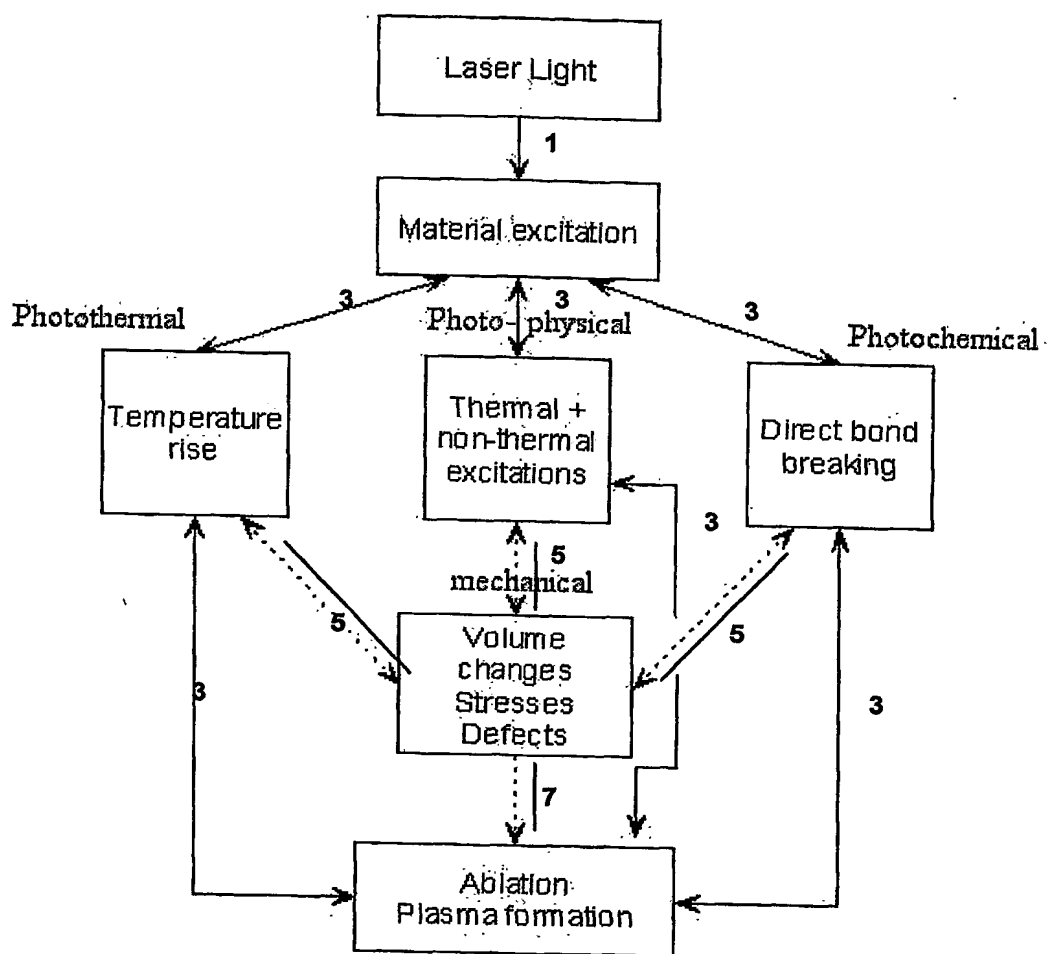 Laser Light
1
Material excitation
3
3
3
Photothermal
Photo-physical
Photochemical
Temperature
rise
Thermal +
non-thermal
excitations
Direct bond
breaking
3
5
mechanical
5
5
Volume
changes
Stresses
Defects
3
3
7
Ablation
Plasma formation